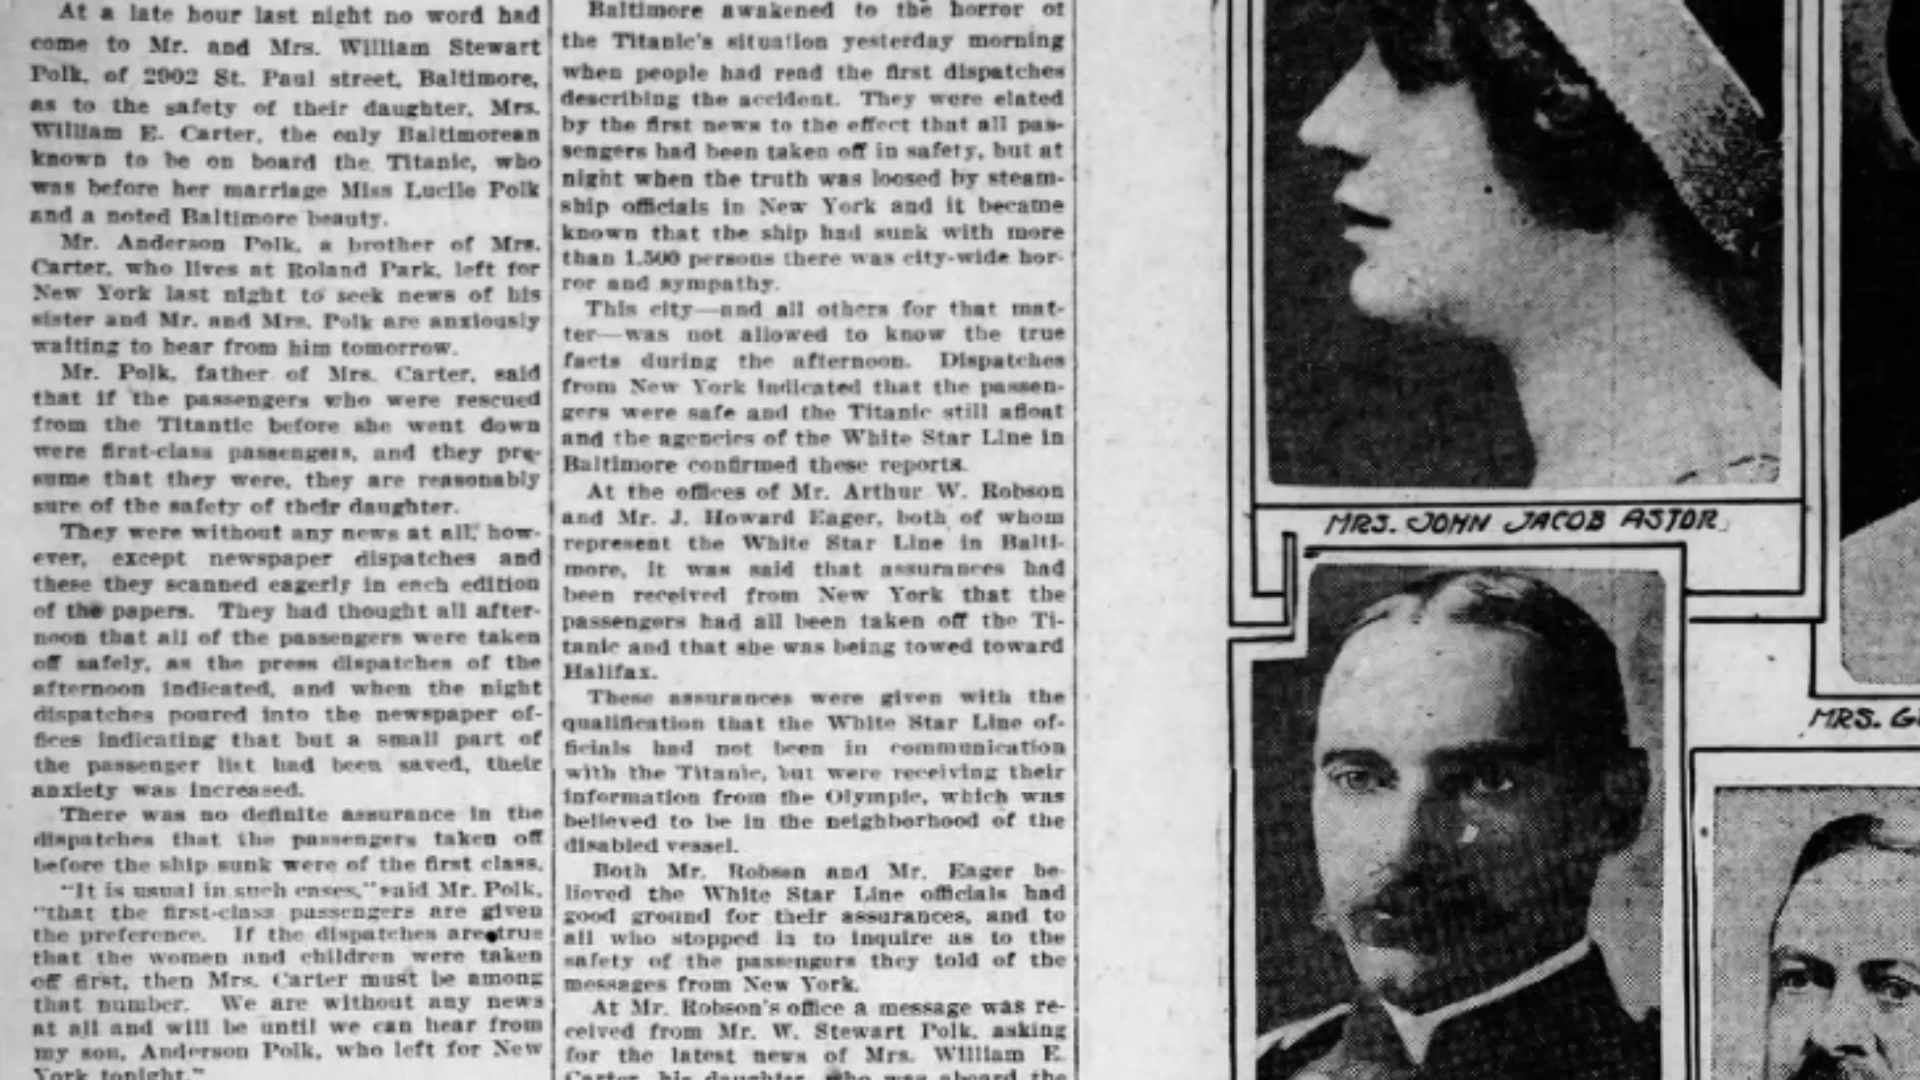 At a late hour last night no word had
come to Mr. and Mrs. William Stewart
Polk, of 2902 St. Paul street, Baltimore,
as to the safety of their daughter, Mrs.
William E. Carter, the only Baltimorean
known to be on board the Titanic, who
was before her marriage Miss Lucile Polk
and a noted Baltimore beauty.
Mr. Anderson Polk, a brother of Mrs.
Carter, who lives at Roland Park, left for
New York last night to seek news of his
sister and Mr. and Mrs. Polk are anxiously
waiting to hear from him tomorrow.
Mr. Polk, father of Mrs. Carter, said
that if the passengers who were rescued
from the Titantic before she went down
were first-class passengers, and they pre-
sume that they were, they are reasonably
sure of the safety of their daughter.
They were without any news at all, how-
ever, except newspaper dispatches and
these they scanned eagerly in each edition
of the papers. They had thought all after-
noon that all of the passengers were taken
off safely, as the press dispatches of the
afternoon indicated, and when the night
dispatches poured into the newspaper of-
fices indicating that but a small part of
the passenger list had been saved, their
anxiety was increased.
There was no definite assurance in the
dispatches that the passengers taken off
before the ship sunk were of the first class.
"It is usual in such cases," said Mr. Polk,
"that the first-class passengers are given
the preference. If the dispatches are true
that the women and children were taken
off first, then Mrs. Carter must be among
that number. We are without any news
at all and will be until we can hear from
my son, Anderson Polk, who left for New
York tonight."
Baltimore awakened to the horror of
the Titanic's situation yesterday morning
when people had read the first dispatches
describing the accident. They were elated
by the first news to the effect that all pas-
sengers had been taken off in safety, but at
night when the truth was loosed by steam-
ship officials in New York and it became
known that the ship had sunk with more
than 1,500 persons there was city-wide hor-
ror and sympathy.
This city—and all others for that mat-
ter—was not allowed to know the true
facts during the afternoon. Dispatches
from New York indicated that the passen-
gers were safe and the Titanic still afloat
and the agencies of the White Star Line in
Baltimore confirmed these reports.
At the offices of Mr. Arthur W. Robson
and Mr. J. Howard Eager, both of whom
represent the White Star Line in Balti-
more, it was said that assurances had
been received from New York that the
passengers had all been taken off the Ti-
tanic and that she was being towed toward
Halifax.
These assurances were given with the
qualification that the White Star Line of-
ficials had not been in communication
with the Titanic, but were receiving their
information from the Olympic, which was
believed to be in the neighborhood of the
disabled vessel.
Both Mr. Robson and Mr. Eager be-
lieved the White Star Line officials had
good ground for their assurances, and to
all who stopped in to inquire as to the
safety of the passengers they told of the
messages from New York.
At Mr. Robson's office a message was re-
ceived from Mr. W. Stewart Polk, asking
for the latest news of Mrs. William E.
Carter, his daughter, who was aboard the
MRS. JOHN JACOB ASTOR.
MRS. G